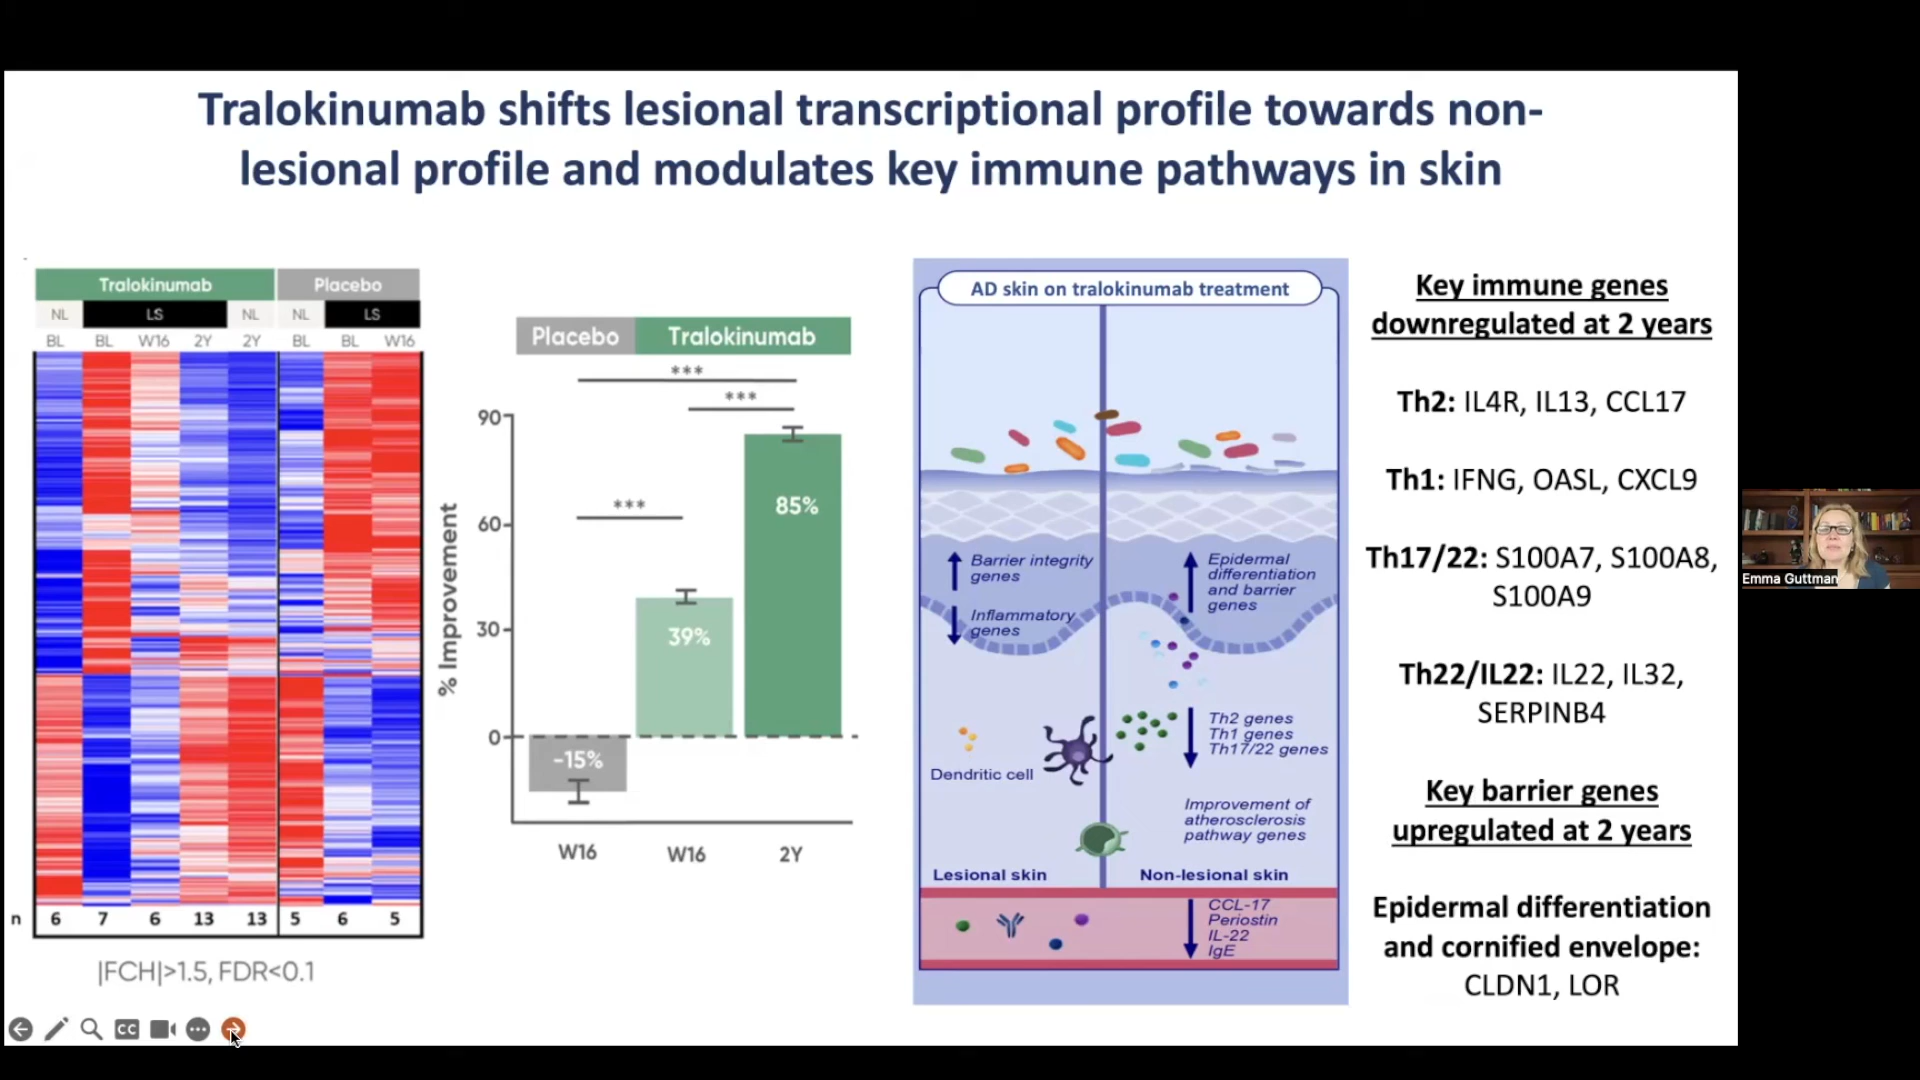 Tralokinumab shifts lesional transcriptional profile towards non-
lesional profile and modulates key immune pathways in skin
Tralokinumab Placebo
NL LS NL NL LS
BL BL W16 2Y 2Y BL BL W16
n 6 7 6 13 13 5 6 5
|FCH|>1.5, FDR<0.1
Placebo Tralokinumab
***
***
***
% Improvement
90
60
30
0
-15%
39%
85%
W16 W16 2Y
AD skin on tralokinumab treatment
Barrier integrity
genes
Inflammatory
genes
Epidermal
differentiation
and barrier
genes
Th2 genes
Th1 genes
Th17/22 genes
Dendritic cell
Improvement of
atherosclerosis
pathway genes
Lesional skin
Non-lesional skin
CCL-17
Periostin
IL-22
IgE
Key immune genes
downregulated at 2 years
Th2: IL4R, IL13, CCL17
Th1: IFNG, OASL, CXCL9
Th17/22: S100A7, S100A8,
S100A9
Th22/IL22: IL22, IL32,
SERPINB4
Key barrier genes
upregulated at 2 years
Epidermal differentiation
and cornified envelope:
CLDN1, LOR
CC
Emma Guttman